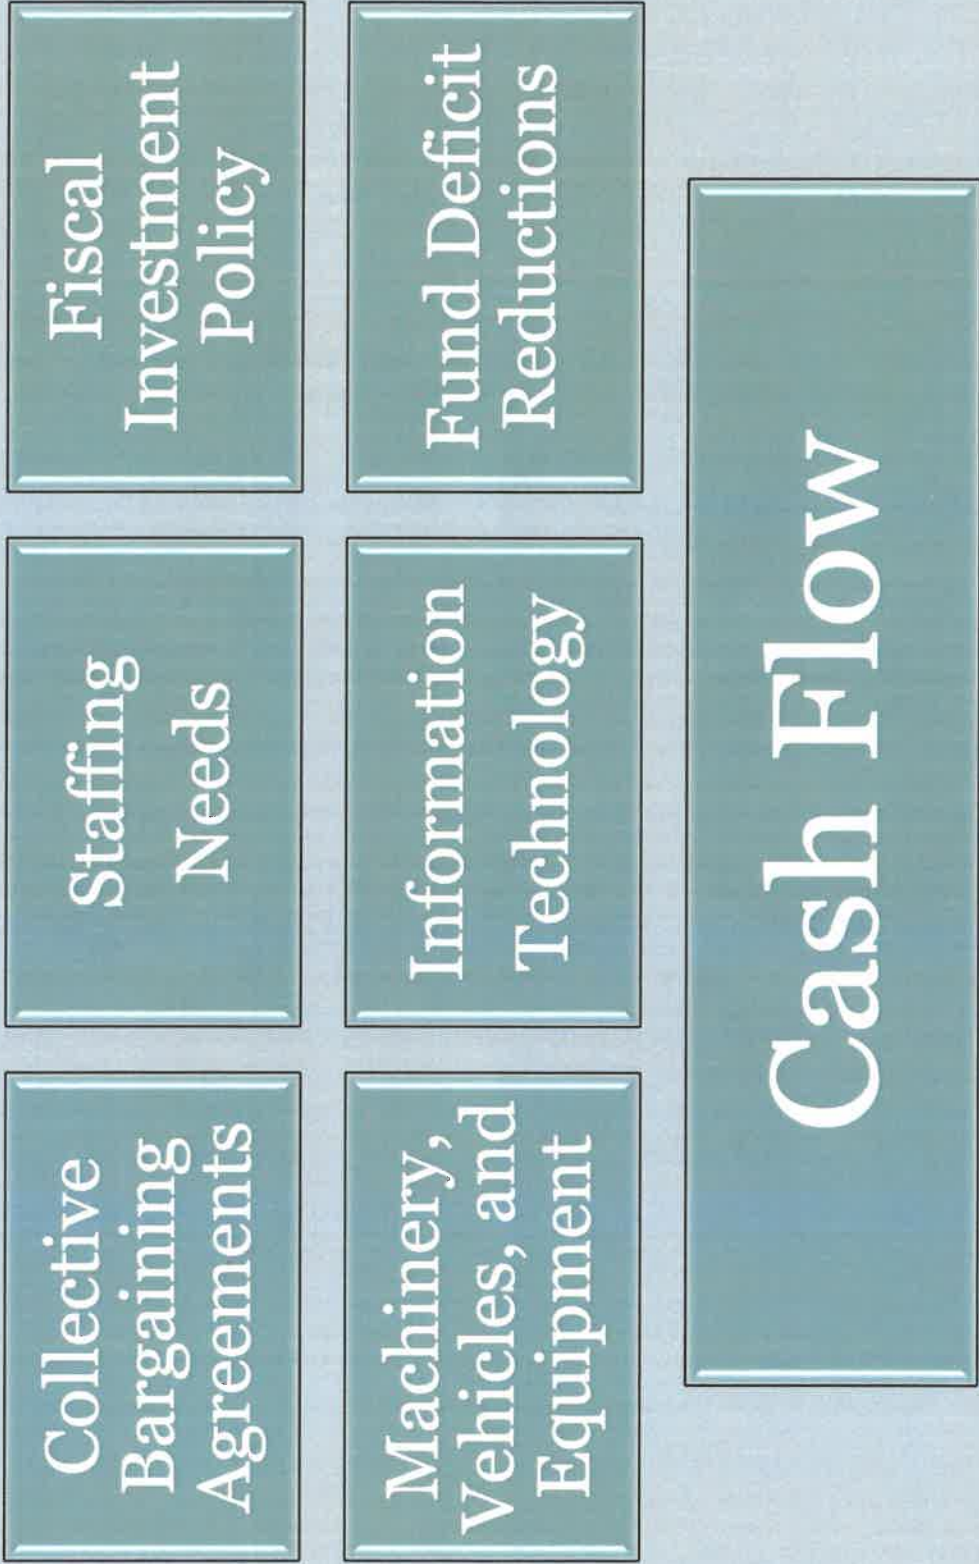 Collective
Bargaining
Agreements
Staffing
Needs
Fiscal
Investment
Policy
Machinery,
Vehicles, and
Equipment
Information
Technology
Fund Deficit
Reductions
Cash Flow